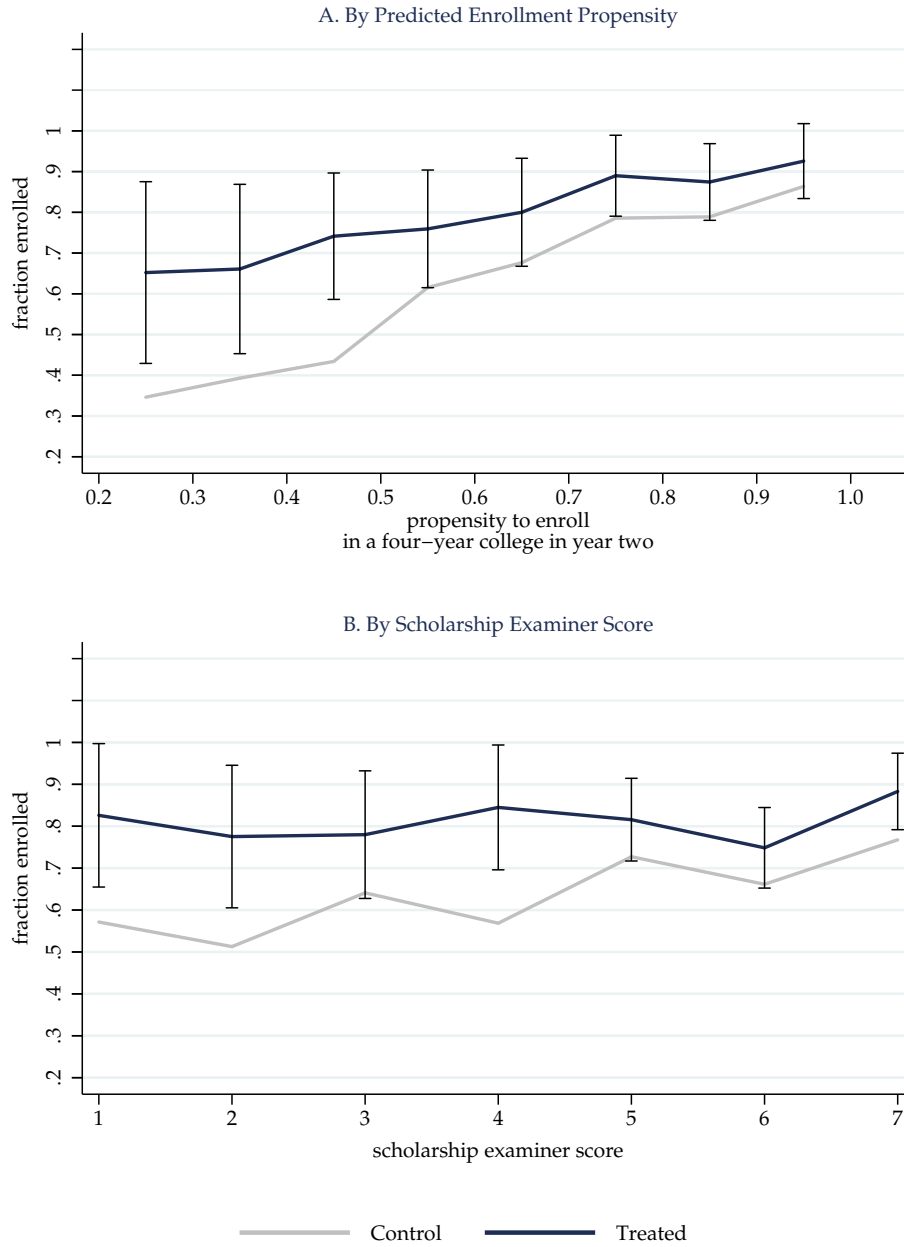 A. By Predicted Enrollment Propensity
1
.9
.8
.7
.6
.5
.4
.3
.2
fraction enrolled
0.2 0.3 0.4 0.5 0.6 0.7 0.8 0.9 1.0
propensity to enroll
in a four−year college in year two
B. By Scholarship Examiner Score
1
.9
.8
.7
.6
.5
.4
.3
.2
fraction enrolled
1 2 3 4 5 6 7
scholarship examiner score
Control Treated